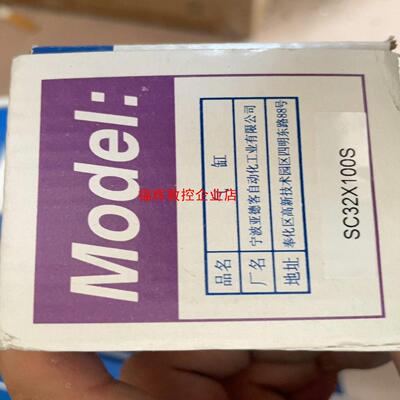 Model:
品名 缸
厂名 宁波亚德客自动化工业有限公司
地址 奉化区高新技术园区四明东路88号
SC32X100S
福辉数控企业店